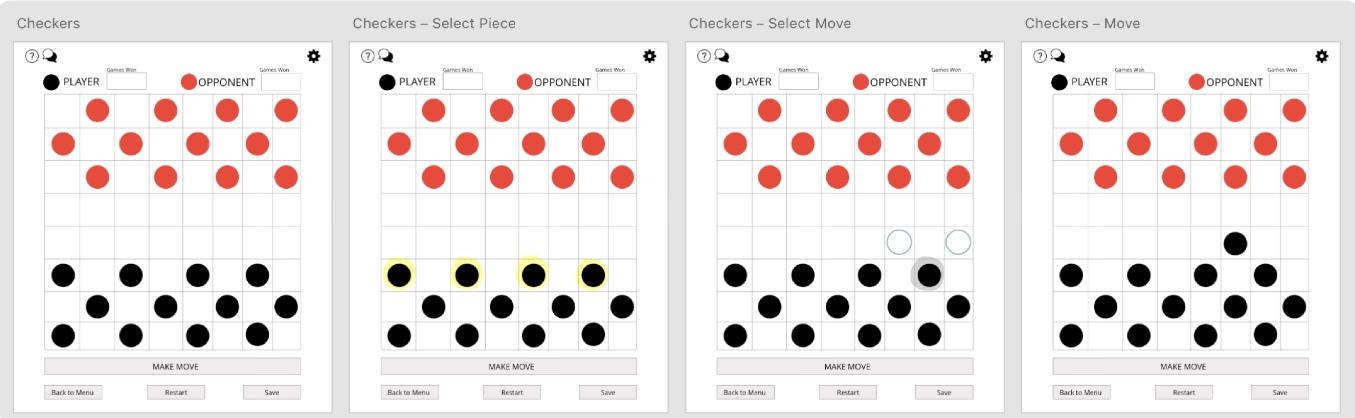 Checkers
? Games Won Games Won
PLAYER OPPONENT
MAKE MOVE
Back to Menu Restart Save
Checkers – Select Piece
? Games Won Games Won
PLAYER OPPONENT
MAKE MOVE
Back to Menu Restart Save
Checkers – Select Move
? Games Won Games Won
PLAYER OPPONENT
MAKE MOVE
Back to Menu Restart Save
Checkers – Move
? Games Won Games Won
PLAYER OPPONENT
MAKE MOVE
Back to Menu Restart Save